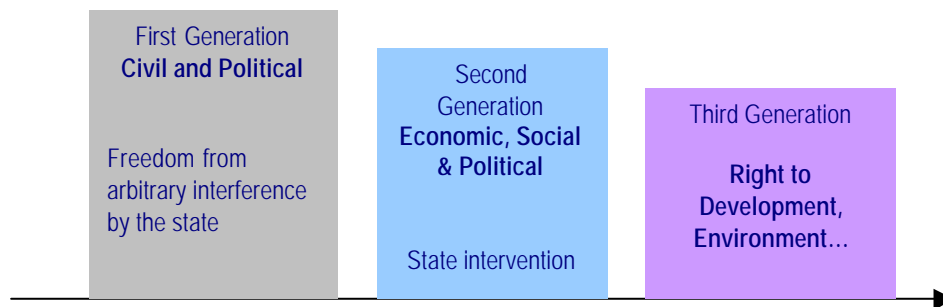 First Generation
Civil and Political
Freedom from
arbitrary interference
by the state
Second
Generation
Economic, Social
& Political
State intervention
Third Generation
Right to
Development,
Environment...